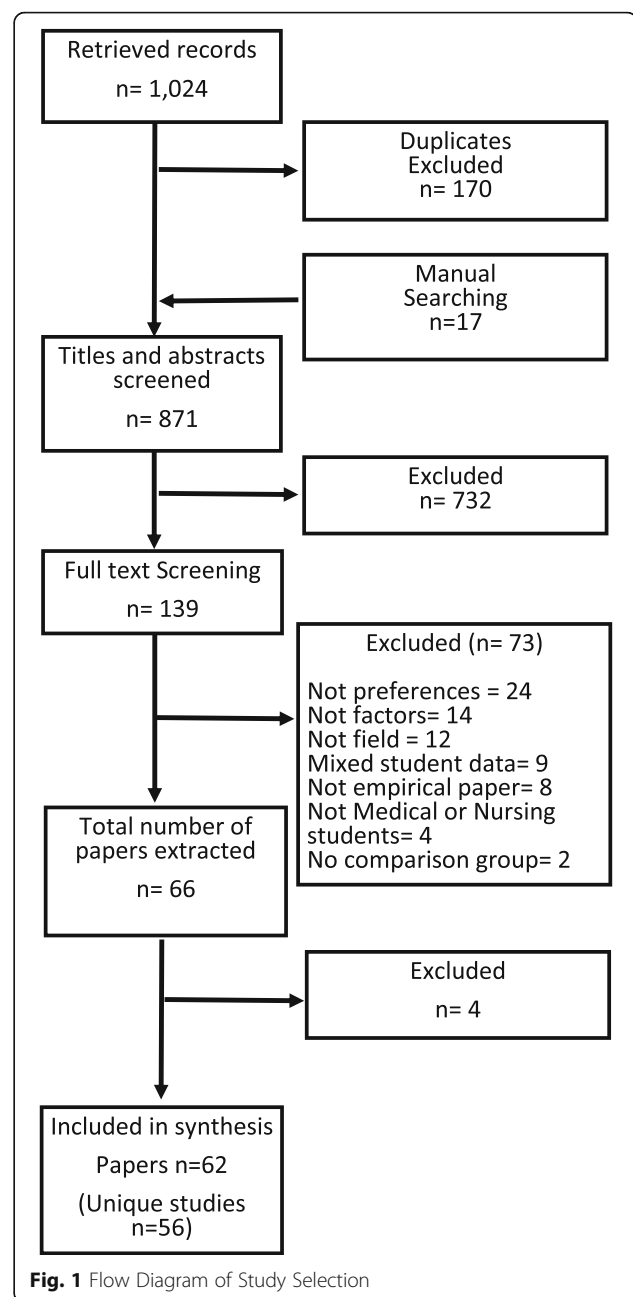 Retrieved records
n= 1,024
Duplicates
Excluded
n= 170
Manual
Searching
n=17
Titles and abstracts
screened
n= 871
Excluded
n= 732
Full text Screening
n= 139
Excluded (n= 73)
Not preferences = 24
Not factors= 14
Not field = 12
Mixed student data= 9
Not empirical paper= 8
Not Medical or Nursing
students= 4
No comparison group= 2
Total number of
papers extracted
n= 66
Excluded
n= 4
Included in synthesis
Papers n=62
(Unique studies
n=56)
Fig. 1 Flow Diagram of Study Selection